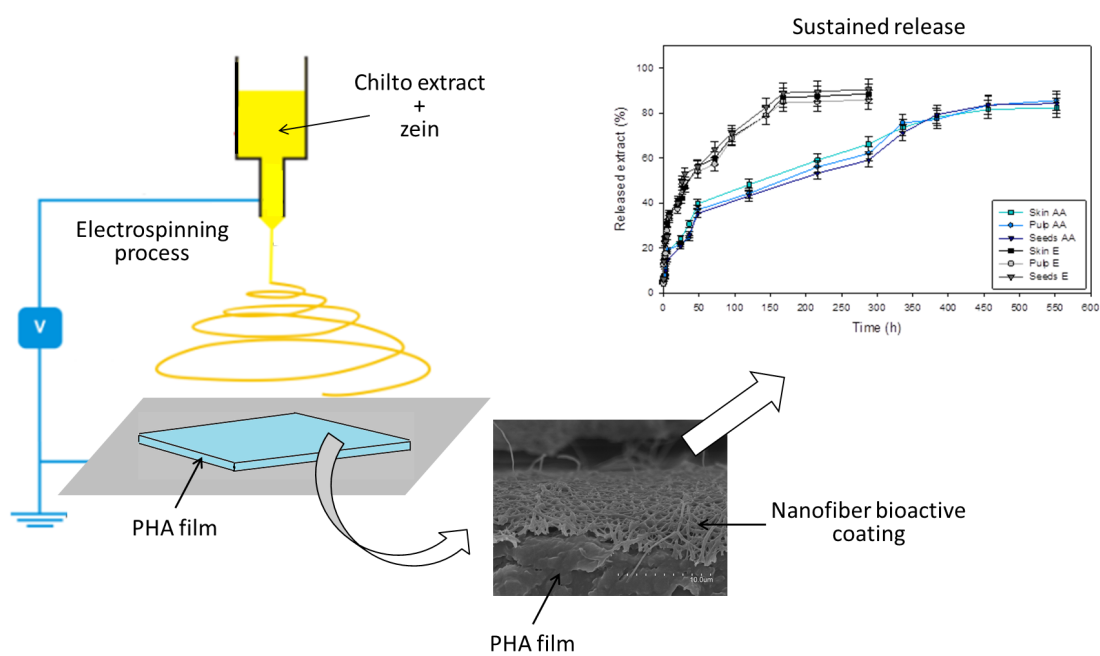 Sustained release
Chilto extract
+
zein
Electrospinning
process
V
PHA film
Nanofiber bioactive
coating
PHA film
10.0um
Released extract (%)
100
80
60
40
20
0
0 50 100 150 200 250 300 350 400 450 500 550 600
Time (h)
Skin AA
Pulp AA
Seeds AA
Skin E
Pulp E
Seeds E